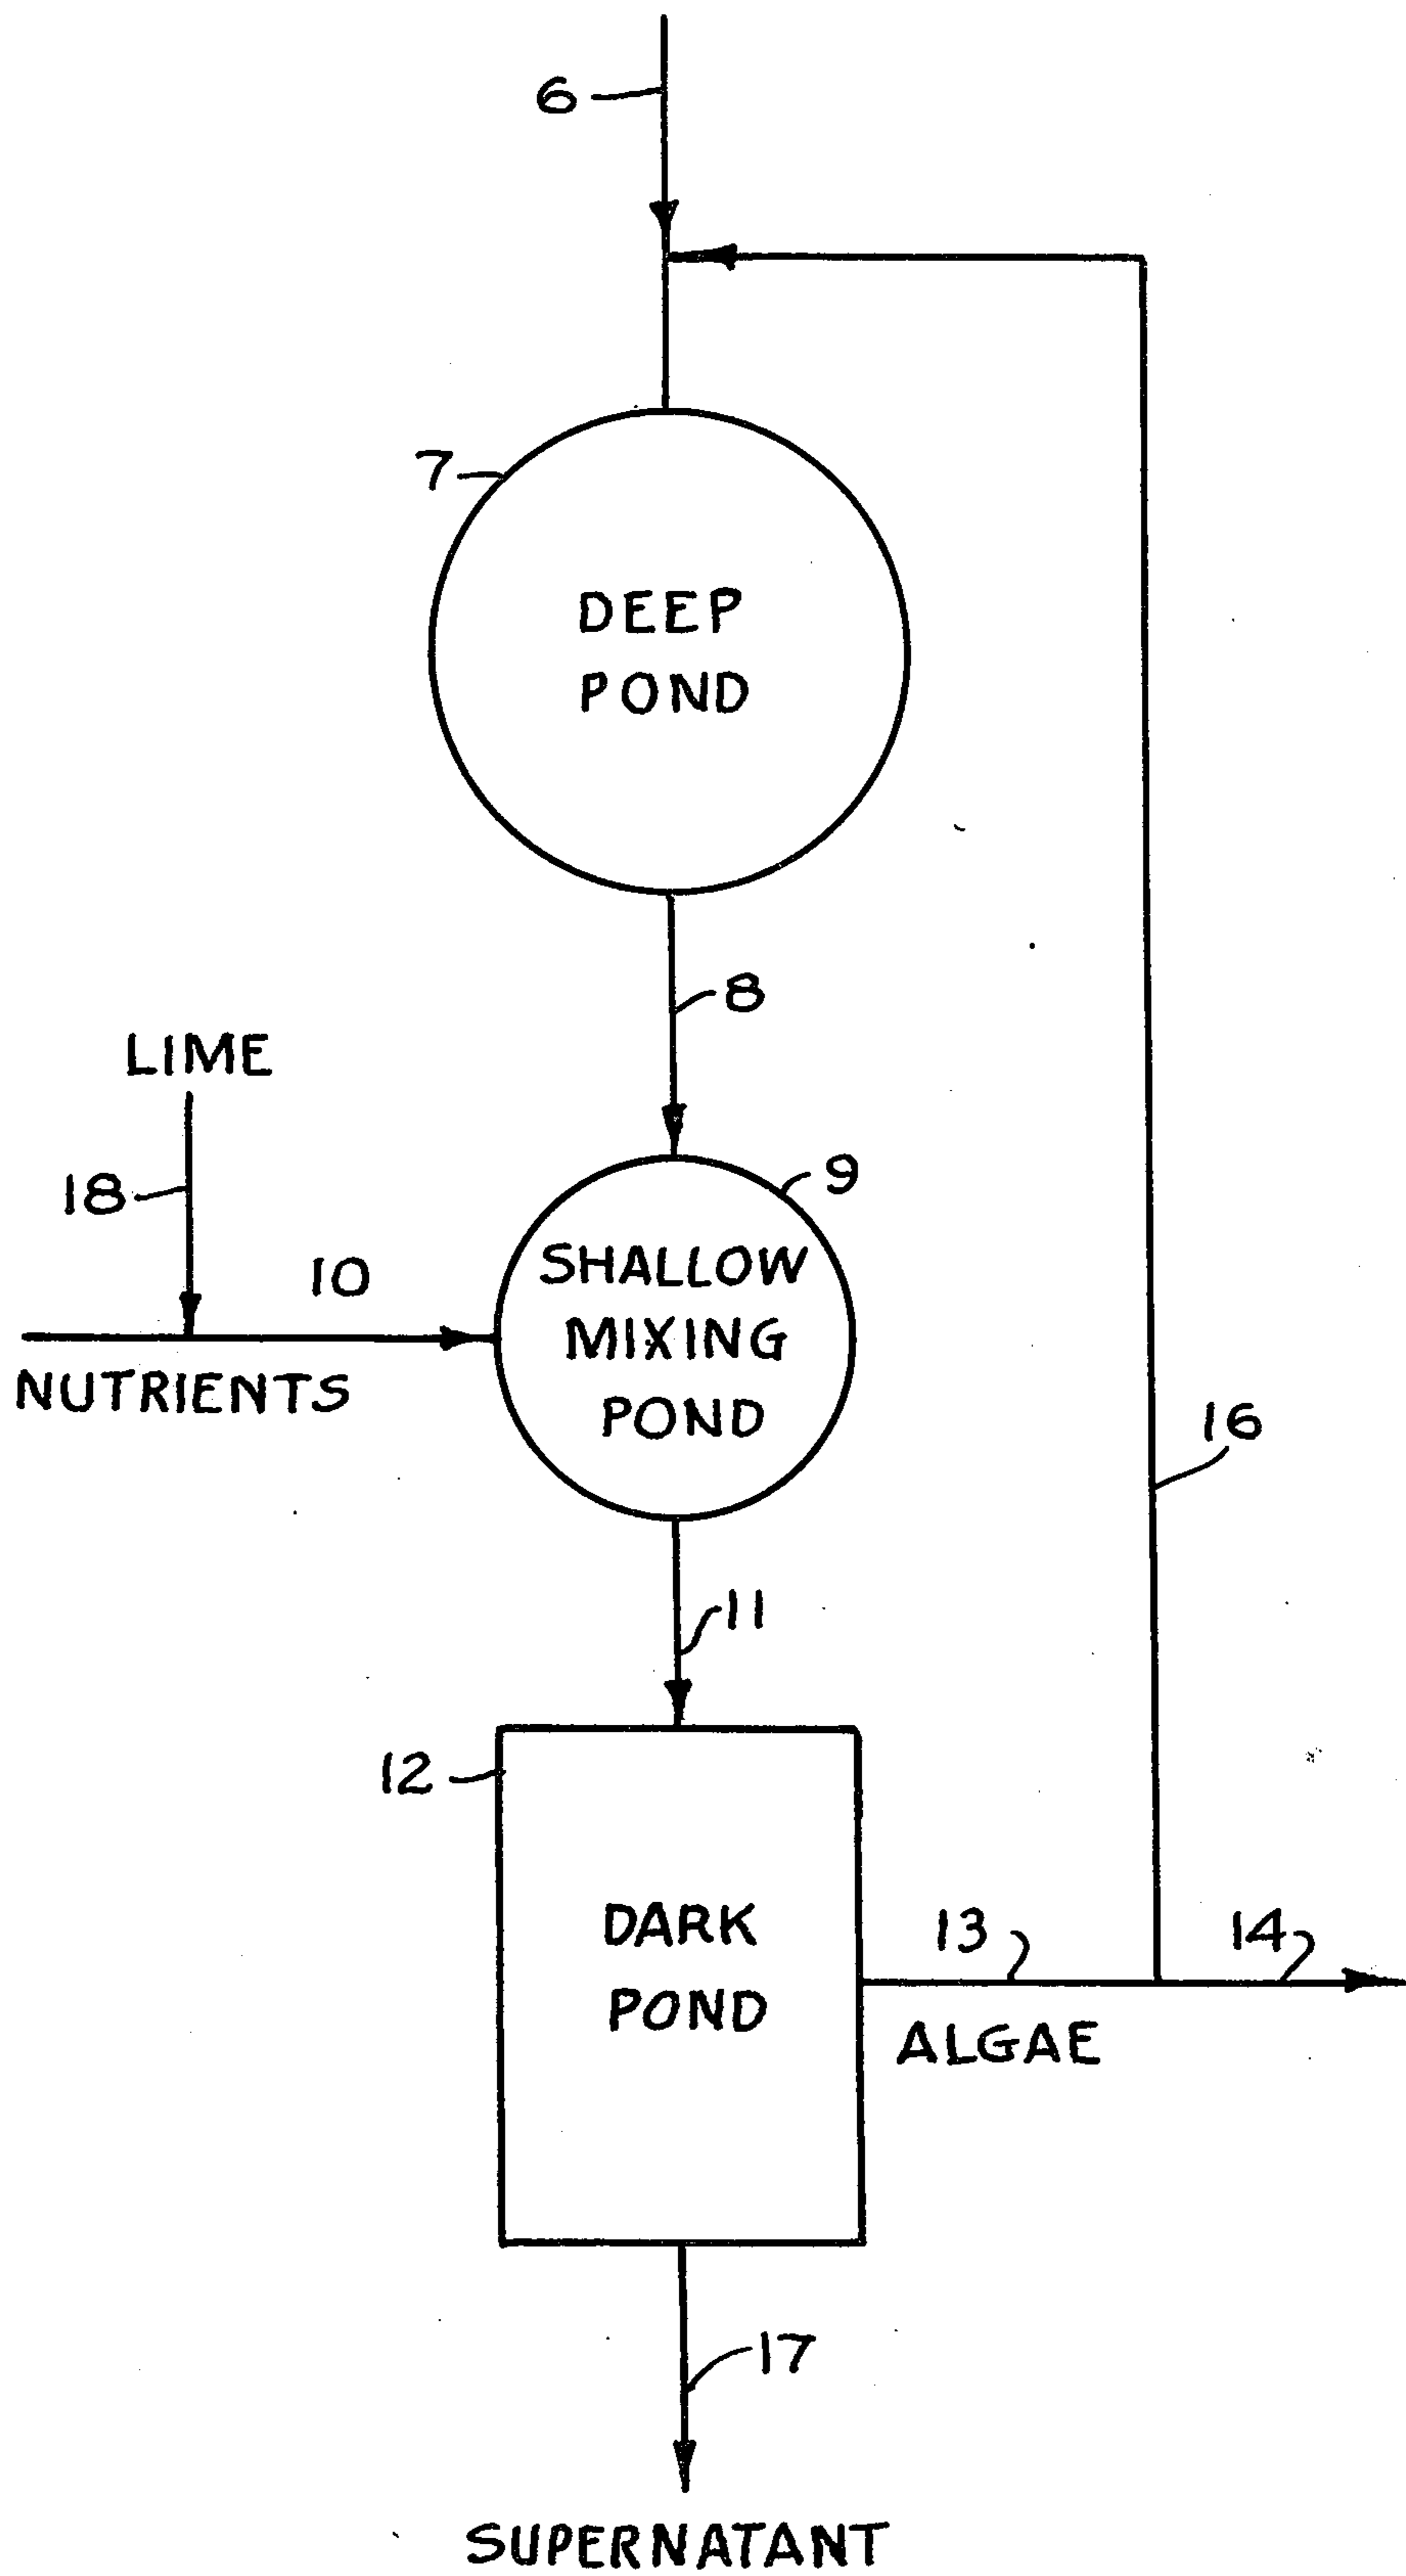 6
7
DEEP
POND
8
LIME
18
9
10
SHALLOW
MIXING
POND
NUTRIENTS
16
11
12
DARK
POND
13
14
ALGAE
17
SUPERNATANT